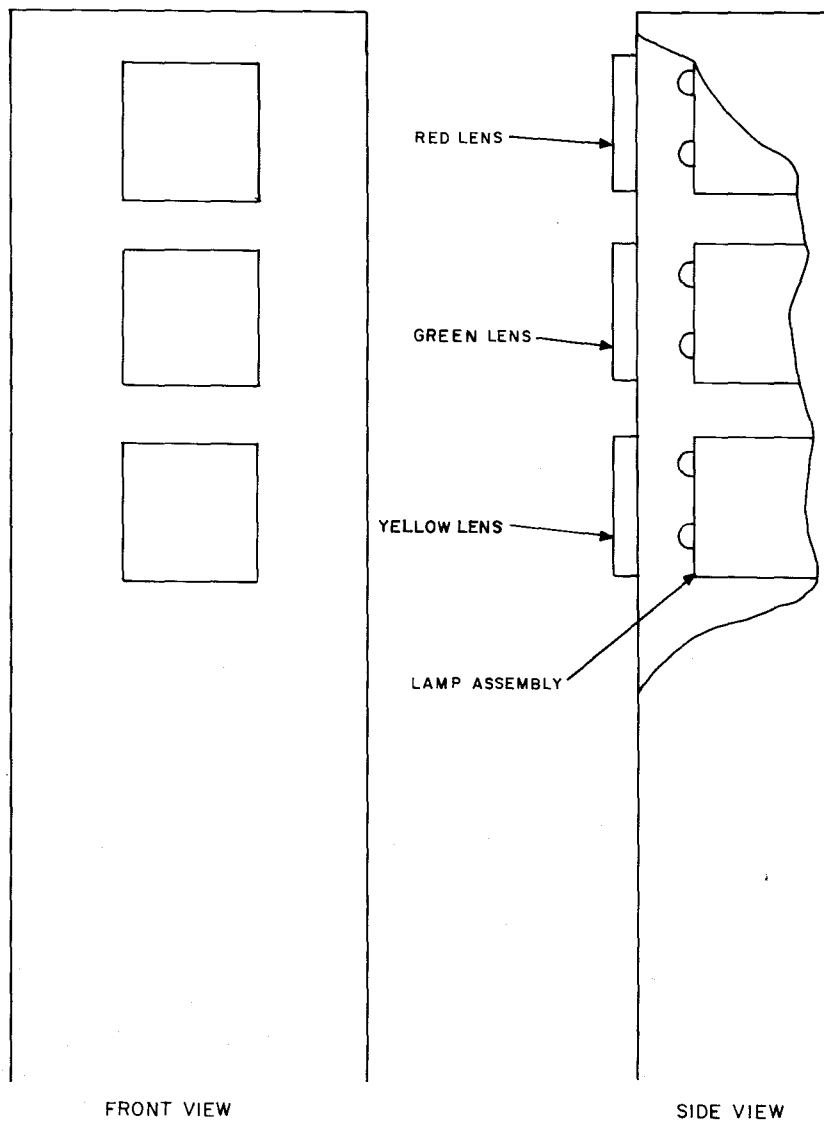 RED LENS
GREEN LENS
YELLOW LENS
LAMP ASSEMBLY
FRONT VIEW
SIDE VIEW